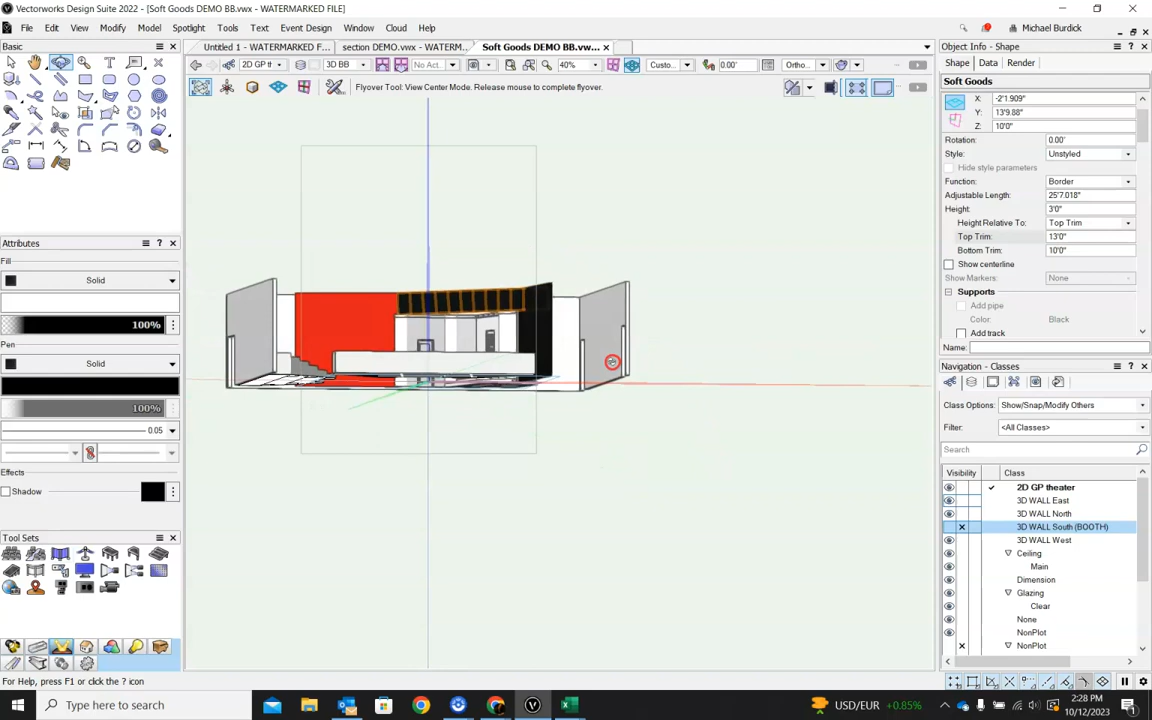 Vectorworks Design Suite 2022 - [Soft Goods DEMO BB.vwx - WATERMARKED FILE]
File Edit View Modify Model Spotlight Tools Text Event Design Window Cloud Help
Michael Burdick
Basic
Untitled 1 - WATERMARKED F...
section DEMO.vwx - WATERM...
Soft Goods DEMO BB.vw...
Object Info - Shape
2D GP th
3D BB
No Act...
40%
Custo...
0.00'
Ortho...
Shape Data Render
Flyover Tool: View Center Mode. Release mouse to complete flyover.
Soft Goods
X: -2'1.909"
Y: 13'9.88"
Z: 10'0"
Rotation: 0.00'
Style: Unstyled
Hide style parameters
Function: Border
Adjustable Length: 25'7.018"
Height: 3'0"
Height Relative To: Top Trim
Top Trim: 13'0"
Bottom Trim: 10'0"
Show centerline
Show Markers: None
Supports
Add pipe
Color: Black
Add track
Name:
Attributes
Fill
Solid
100%
Pen
Solid
100%
0.05
Effects
Shadow
Tool Sets
Navigation - Classes
Class Options: Show/Snap/Modify Others
Filter: <All Classes>
Search
Visibility Class
2D GP theater
3D WALL East
3D WALL North
3D WALL South (BOOTH)
3D WALL West
Ceiling
Main
Dimension
Glazing
Clear
None
NonPlot
NonPlot
For Help, press F1 or click the ? icon
Type here to search
USD/EUR +0.85%
2:28 PM
10/12/2023